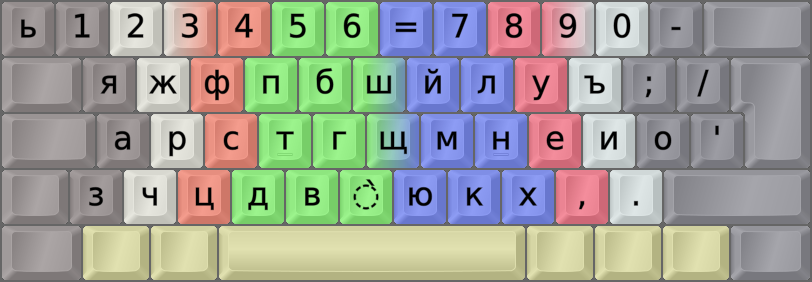 ь 1 2 3 4 5 6 = 7 8 9 0 -
я ж ф п б ш й л у ъ ; /
а р с т г щ м н е и о '
з ч ц д в ◌̀ ю к х , .